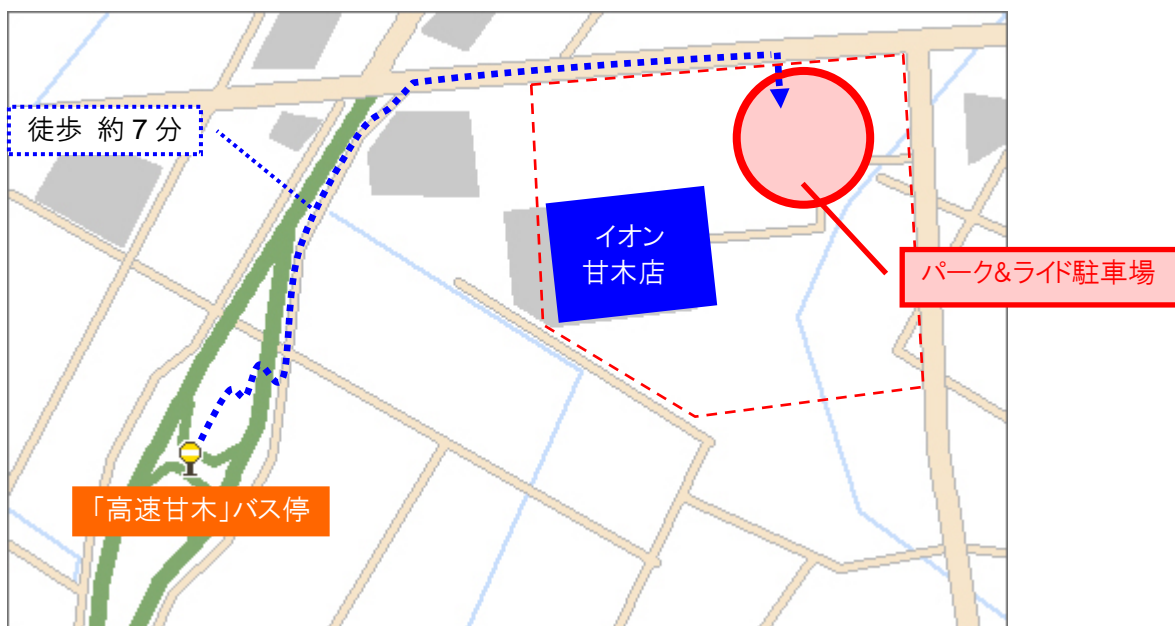 徒歩 約7分
イオン
甘木店
パーク&ライド駐車場
「高速甘木」バス停